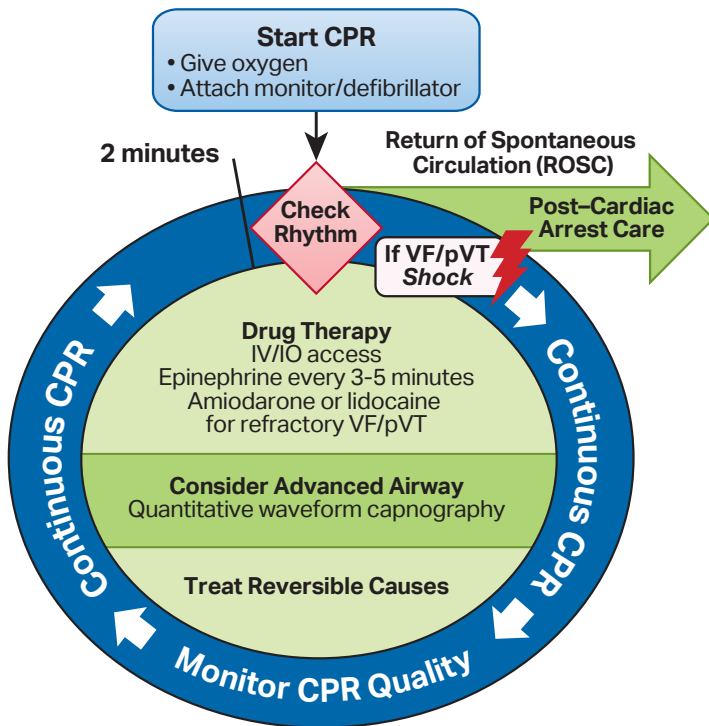 Start CPR
• Give oxygen
• Attach monitor/defibrillator
2 minutes
Return of Spontaneous
Circulation (ROSC)
Post–Cardiac
Arrest Care
Check
Rhythm
If VF/pVT
Shock
Drug Therapy
IV/IO access
Epinephrine every 3-5 minutes
Amiodarone or lidocaine
for refractory VF/pVT
Consider Advanced Airway
Quantitative waveform capnography
Treat Reversible Causes
Continuous CPR
Monitor CPR Quality
Continuous CPR